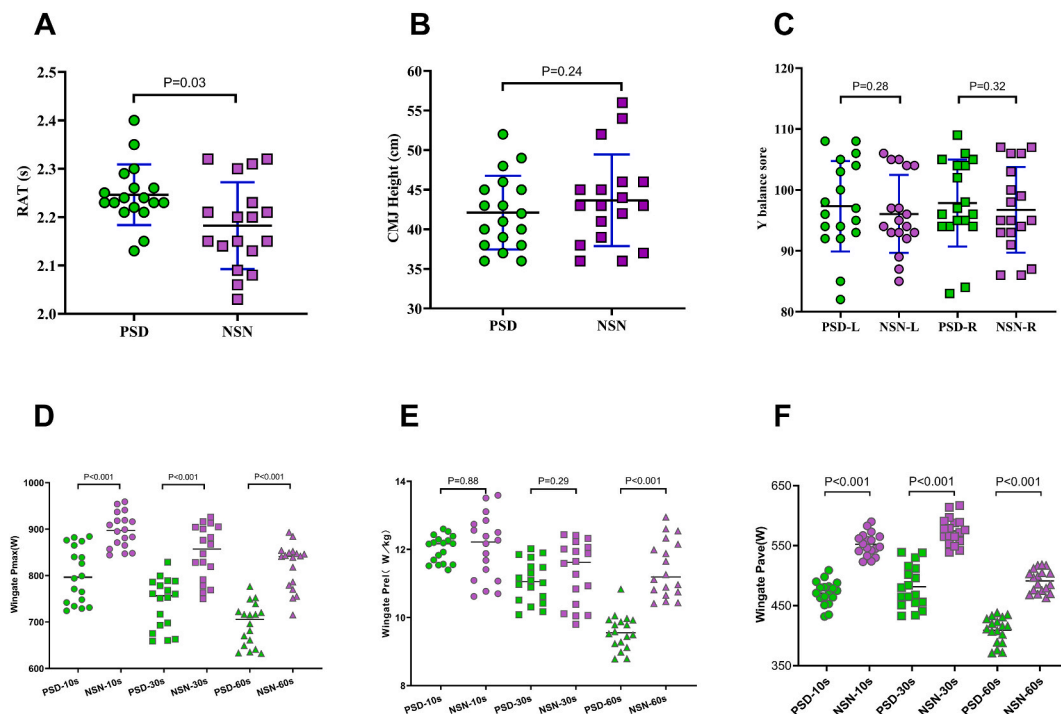 A
RAT (s)
2.5
2.4
2.3
2.2
2.1
2.0
P=0.03
PSD
NSN
B
CMJ Height (cm)
60
55
50
45
40
35
30
P=0.24
PSD
NSN
C
Y balance score
120
110
100
90
80
P=0.28
P=0.32
PSD-L
NSN-L
PSD-R
NSN-R
D
Wingate Pmax(W)
1000
900
800
700
600
P<0.001
P<0.001
P<0.001
PSD-10s
NSN-10s
PSD-30s
NSN-30s
PSD-60s
NSN-60s
E
Wingate Prel( W／kg)
14
12
10
8
P=0.88
P=0.29
P<0.001
PSD-10s
NSN-10s
PSD-30s
NSN-30s
PSD-60s
NSN-60s
F
Wingate Pave(W)
650
550
450
350
P<0.001
P<0.001
P<0.001
PSD-10s
NSN-10s
PSD-30s
NSN-30s
PSD-60s
NSN-60s